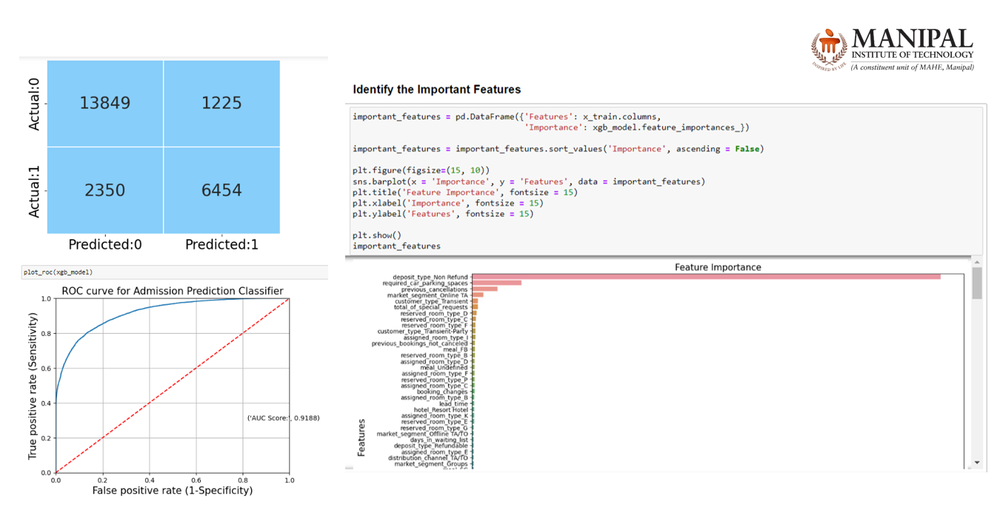 MANIPAL
INSTITUTE OF TECHNOLOGY
(A constituent unit of MAHE, Manipal)
INSPIRED BY LIFE
Actual:0
13849 1225
Actual:1
2350 6454
Predicted:0 Predicted:1
plot_roc(xgb_model)
ROC curve for Admission Prediction Classifier
True positive rate (Sensitivity)
1.0
0.8
0.6
0.4
0.2
0.0
('AUC Score:', 0.9188)
0.0 0.2 0.4 0.6 0.8 1.0
False positive rate (1-Specificity)
Identify the Important Features
important_features = pd.DataFrame({'Features': x_train.columns,
'Importance': xgb_model.feature_importances_})
important_features = important_features.sort_values('Importance', ascending = False)
plt.figure(figsize=(15, 10))
sns.barplot(x = 'Importance', y = 'Features', data = important_features)
plt.title('Feature Importance', fontsize = 15)
plt.xlabel('Importance', fontsize = 15)
plt.ylabel('Features', fontsize = 15)
plt.show()
important_features
Feature Importance
Features
deposit_type_Non Refund
required_car_parking_spaces
previous_cancellations
market_segment_Online TA
customer_type_Transient
total_of_special_requests
reserved_room_type_D
reserved_room_type_C
reserved_room_type_F
customer_type_Transient-Party
assigned_room_type_I
previous_bookings_not_canceled
meal_FB
reserved_room_type_B
assigned_room_type_D
meal_Undefined
assigned_room_type_F
reserved_room_type_P
assigned_room_type_C
booking_changes
assigned_room_type_B
lead_time
hotel_Resort Hotel
assigned_room_type_K
reserved_room_type_E
reserved_room_type_G
market_segment_Offline TA/TO
days_in_waiting_list
deposit_type_Refundable
assigned_room_type_E
distribution_channel_TA/TO
market_segment_Groups